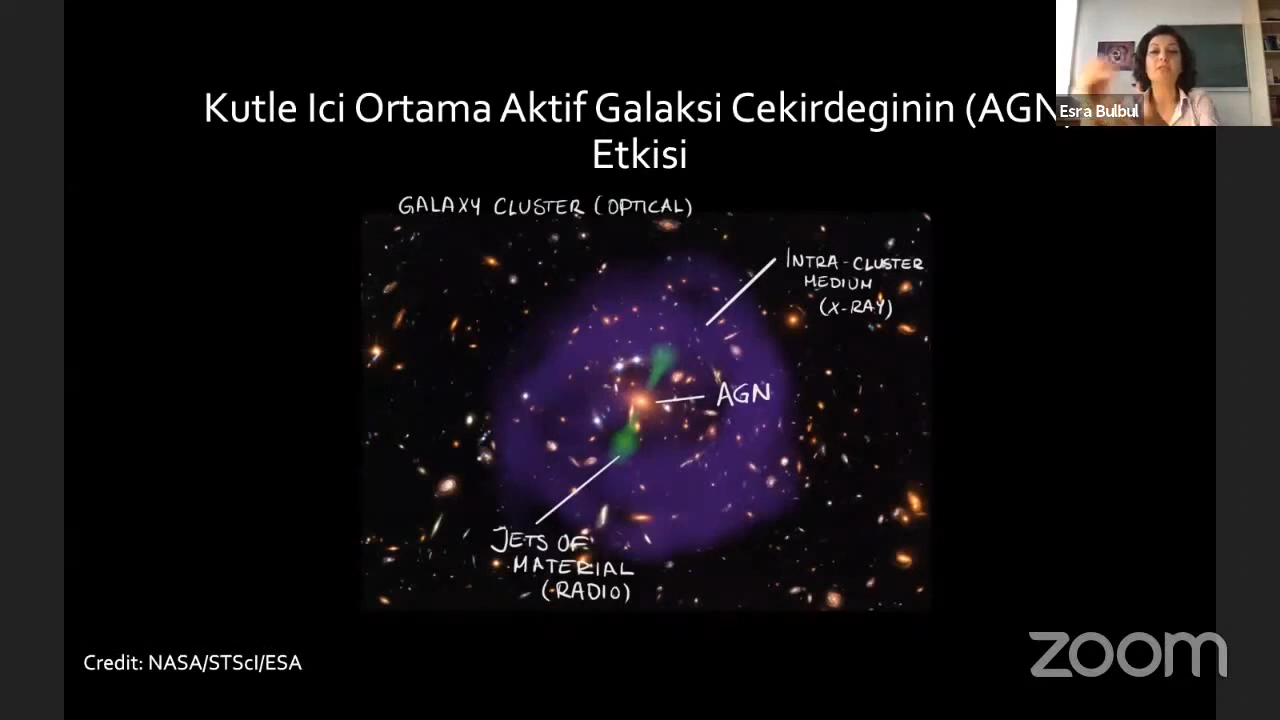 Kutle Ici Ortama Aktif Galaksi Cekirdeginin (AGN)
Etkisi
Esra Bulbul
GALAXY CLUSTER (OPTICAL)
INTRA-CLUSTER
MEDIUM
(X-RAY)
AGN
JETS OF
MATERIAL
(RADIO)
Credit: NASA/STScI/ESA
zoom